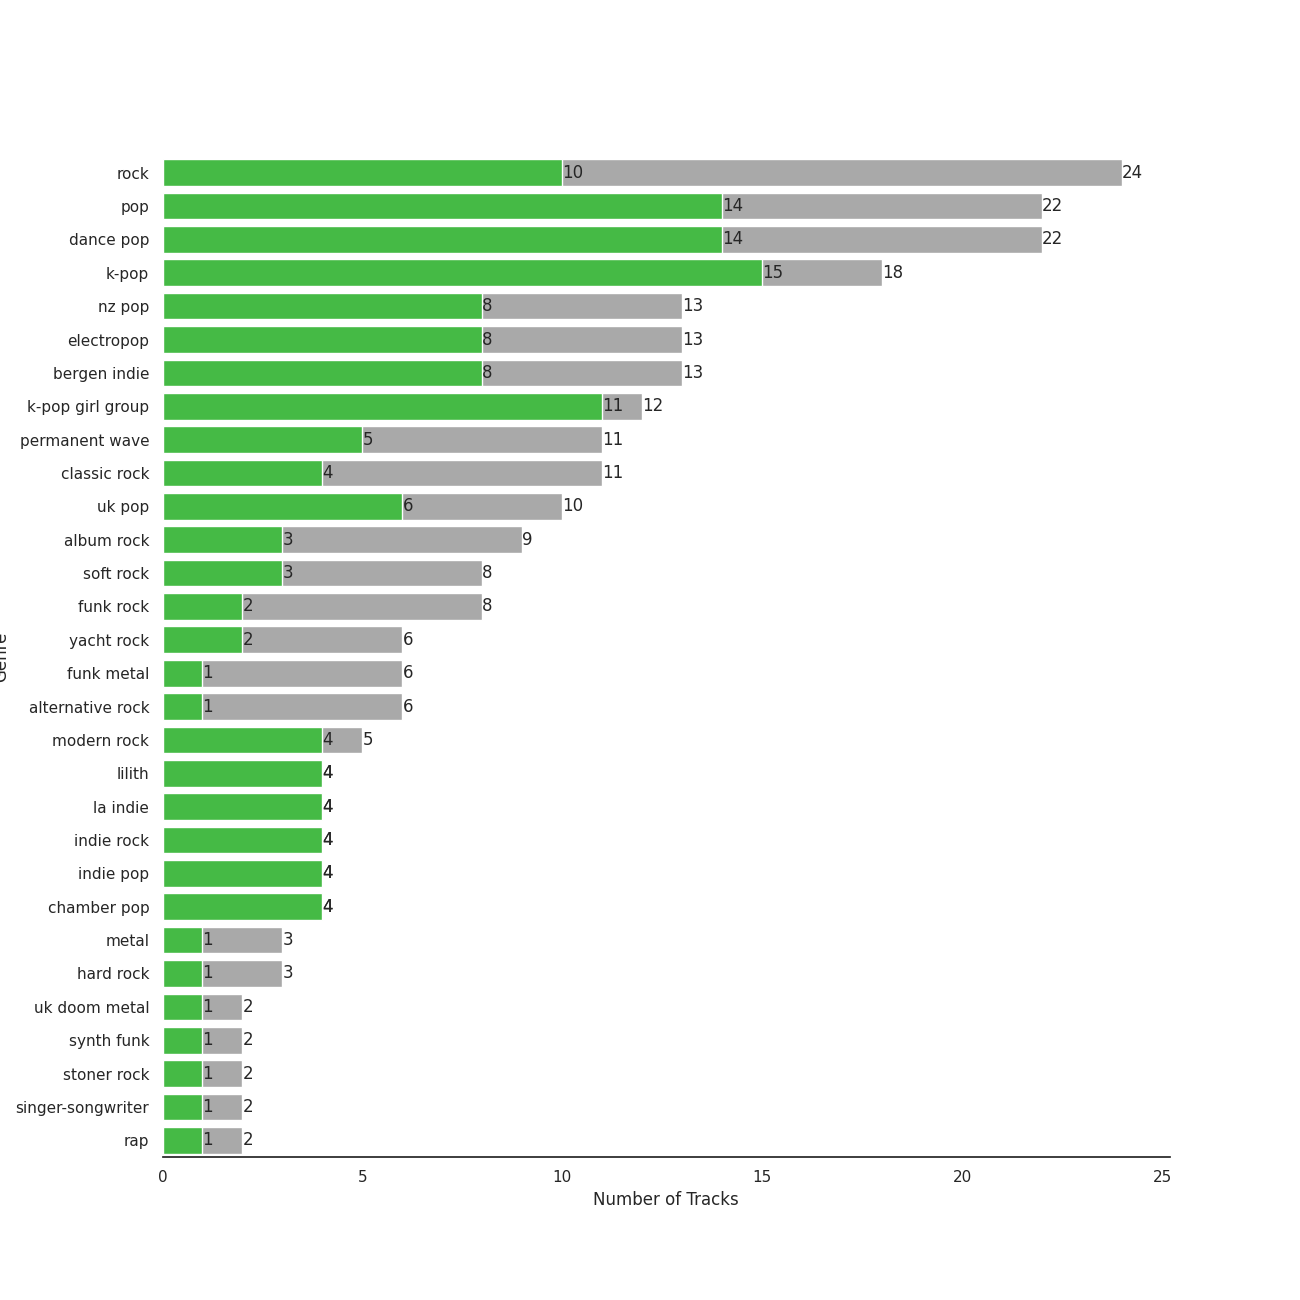 rock 10 24
pop 14 22
dance pop 14 22
k-pop 15 18
nz pop 8 13
electropop 8 13
bergen indie 8 13
k-pop girl group 11 12
permanent wave 5 11
classic rock 4 11
uk pop 6 10
album rock 3 9
soft rock 3 8
funk rock 2 8
yacht rock 2 6
funk metal 1 6
alternative rock 1 6
modern rock 4 5
lilith 4
la indie 4
indie rock 4
indie pop 4
chamber pop 4
metal 1 3
hard rock 1 3
uk doom metal 1 2
synth funk 1 2
stoner rock 1 2
singer-songwriter 1 2
rap 1 2
0 5 10 15 20 25
Number of Tracks
Genre